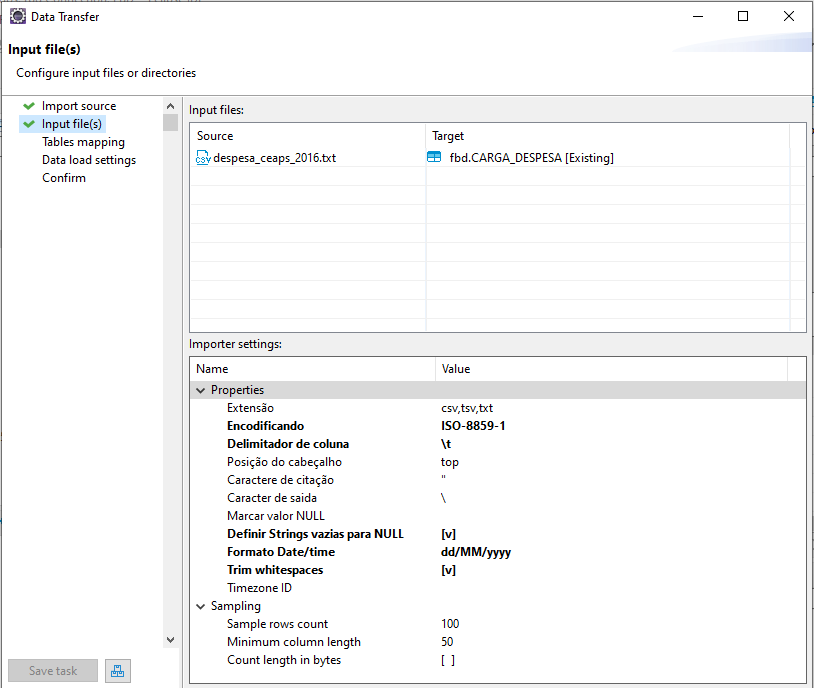 Data Transfer
Input file(s)
Configure input files or directories
Import source
Input file(s)
Tables mapping
Data load settings
Confirm
Input files:
Source Target
CSV despesa_ceaps_2016.txt fbd.CARGA_DESPESA [Existing]
Importer settings:
Name Value
Properties
Extensão csv,tsv,txt
Encodificando ISO-8859-1
Delimitador de coluna \t
Posição do cabeçalho top
Caractere de citação "
Caracter de saida \
Marcar valor NULL
Definir Strings vazias para NULL [v]
Formato Date/time dd/MM/yyyy
Trim whitespaces [v]
Timezone ID
Sampling
Sample rows count 100
Minimum column length 50
Count length in bytes [ ]
Save task